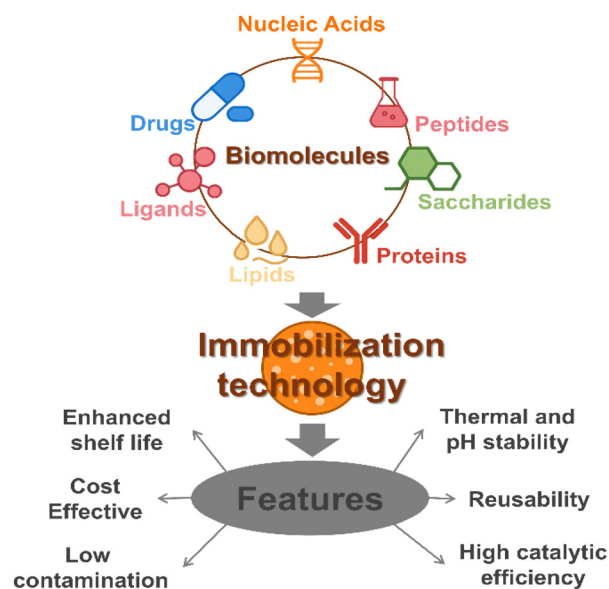 Nucleic Acids
Drugs
Peptides
Biomolecules
Ligands
Saccharides
Lipids
Proteins
Immobilization
technology
Enhanced
shelf life
Thermal and
pH stability
Cost
Effective
Features
Reusability
Low
contamination
High catalytic
efficiency